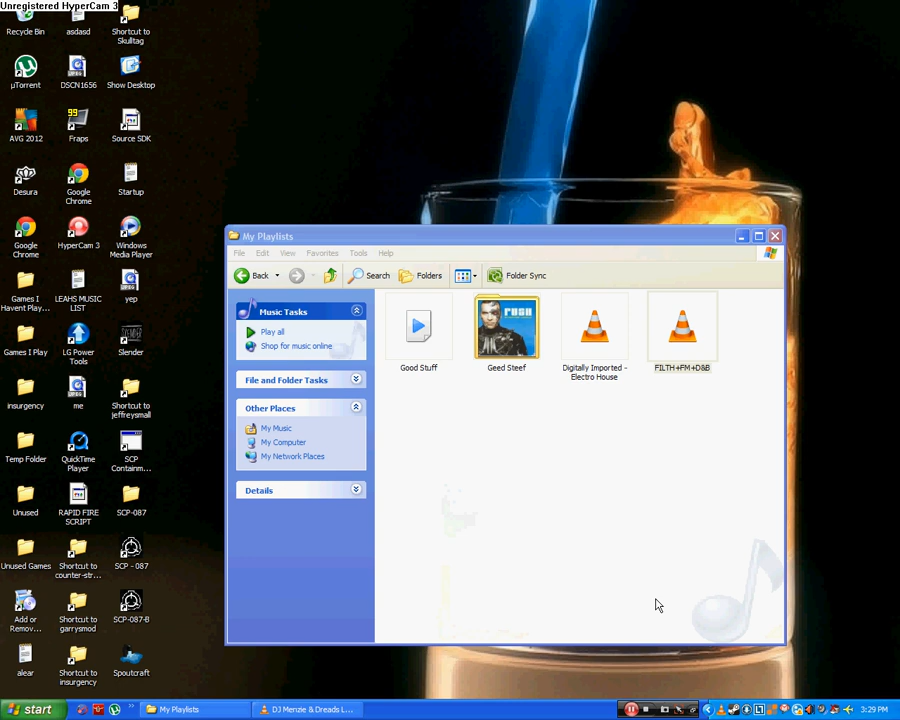 Unregistered HyperCam 3
Recycle Bin
asdasd
Shortcut to
Skulltag
µTorrent
DSCN1656
Show Desktop
AVG 2012
99
Fraps
Source SDK
Desura
Google
Chrome
Startup
Google
Chrome
HyperCam 3
Windows
Media Player
Games I
Havent Play...
LEAHS MUSIC
LIST
yep
Games I Play
LG Power
Tools
Slender
insurgency
me
Shortcut to
jeffreysmall
Temp Folder
QuickTime
Player
SCP
Containm...
Unused
RAPID FIRE
SCRIPT
SCP-087
Unused Games
Shortcut to
counter-str...
SCP - 087
Add or
Remov...
Shortcut to
garrysmod
SCP-087-B
alear
Shortcut to
insurgency
Spoutcraft
My Playlists
File Edit View Favorites Tools Help
Back Search Folders Folder Sync
Music Tasks
Play all
Shop for music online
File and Folder Tasks
Other Places
My Music
My Computer
My Network Places
Details
Good Stuff
Geed Steef
Digitally Imported -
Electro House
FILTH+FM+D&B
start
My Playlists
DJ Menzie & Dreads L...
3:29 PM